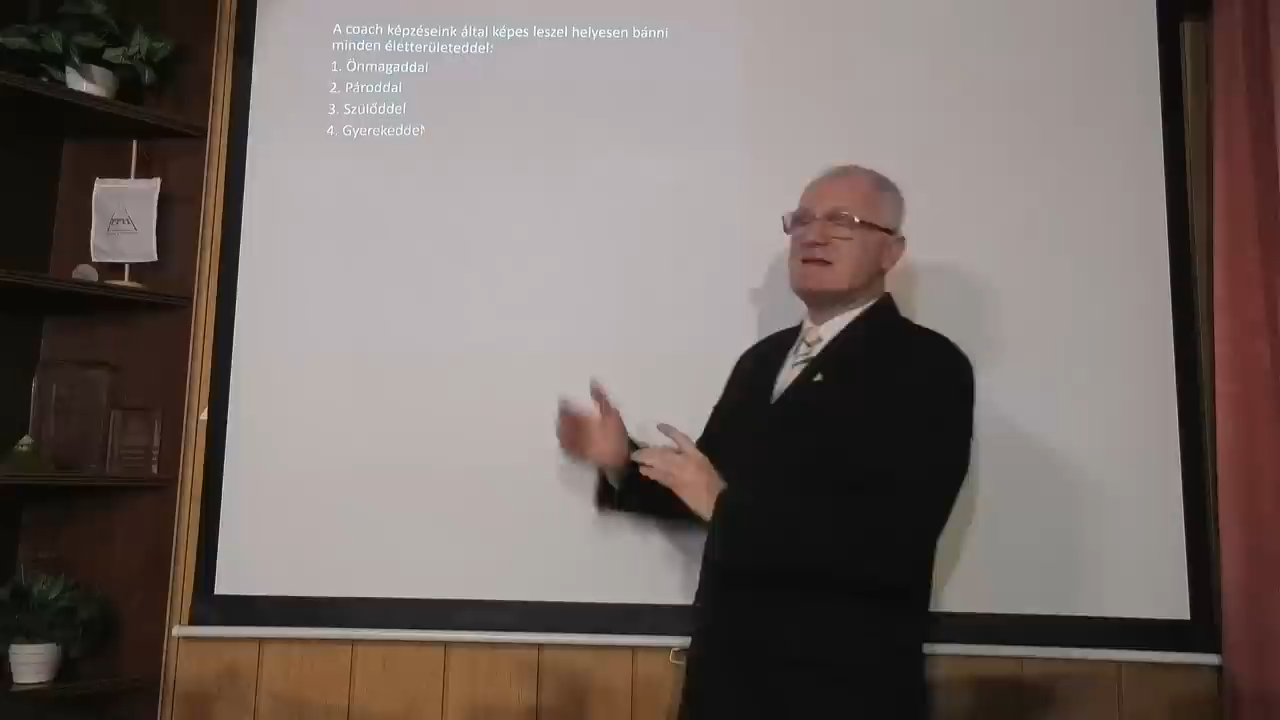 A coach képzéseink által képes leszel helyesen bánni
minden életterületeddel:
1. Önmagaddal
2. Pároddal
3. Szülőddel
4. Gyerekeddel